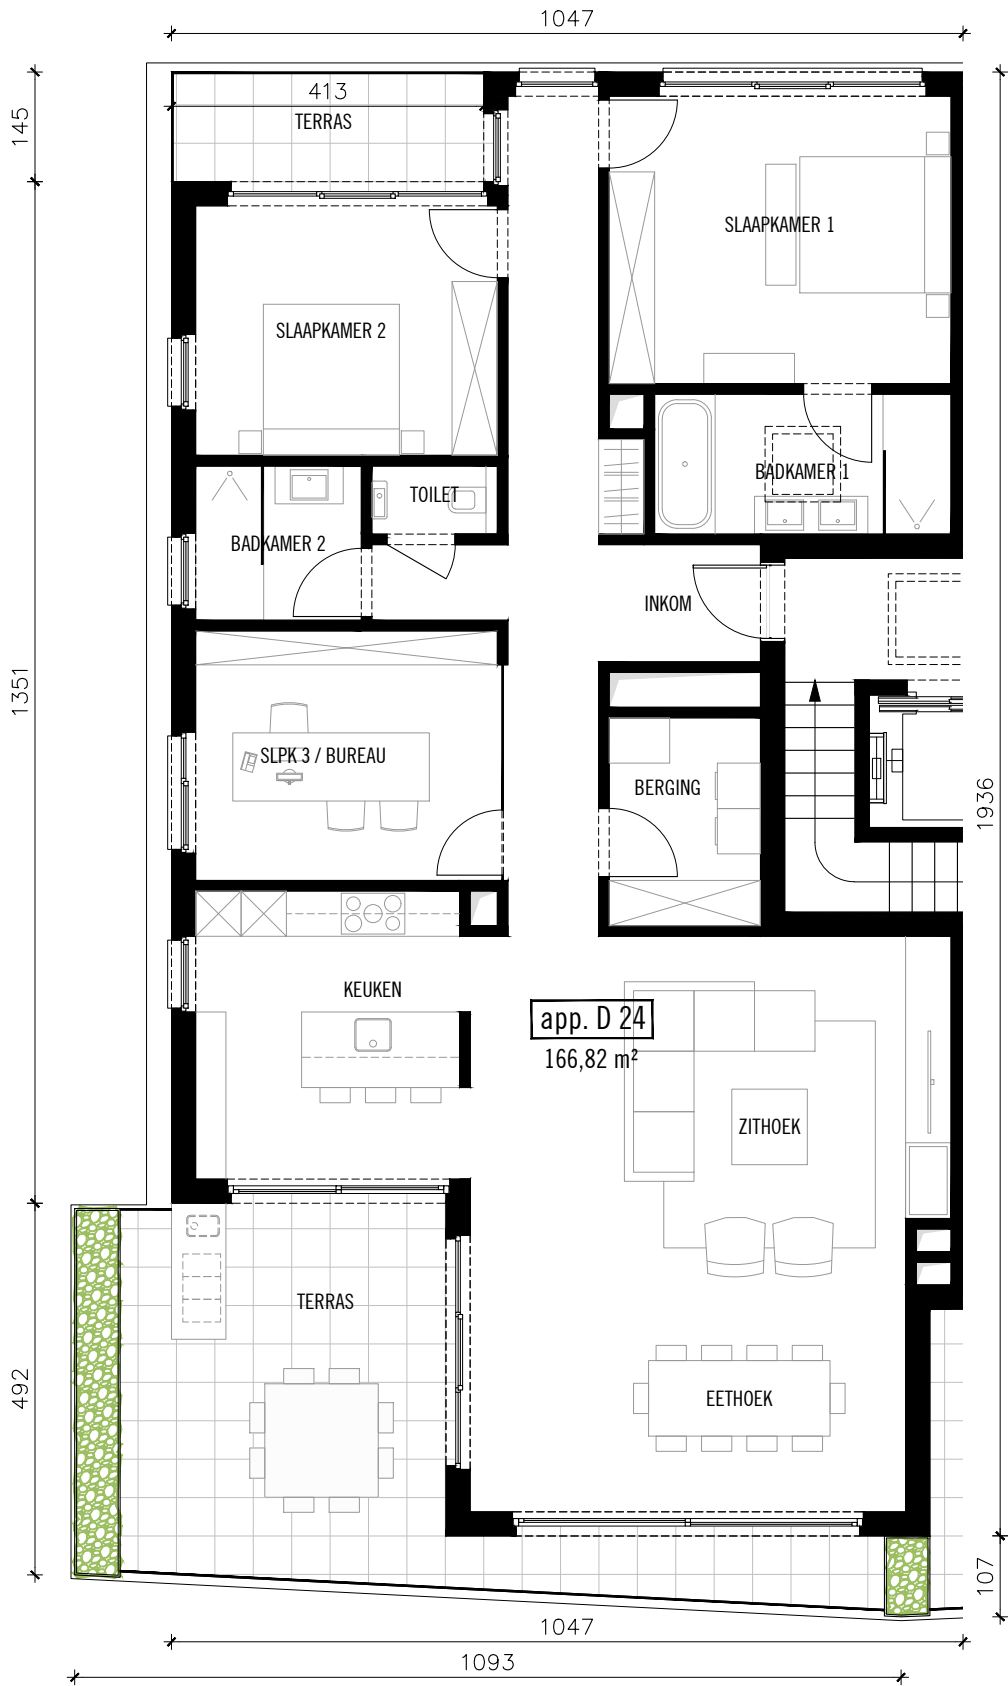 1047
145
413
TERRAS
SLAAPKAMER 1
SLAAPKAMER 2
BADKAMER 1
TOILET
BADKAMER 2
INKOM
1351
SLPK 3 / BUREAU
BERGING
1936
KEUKEN
app. D 24
166,82 m²
ZITHOEK
TERRAS
492
EETHOEK
107
1047
1093